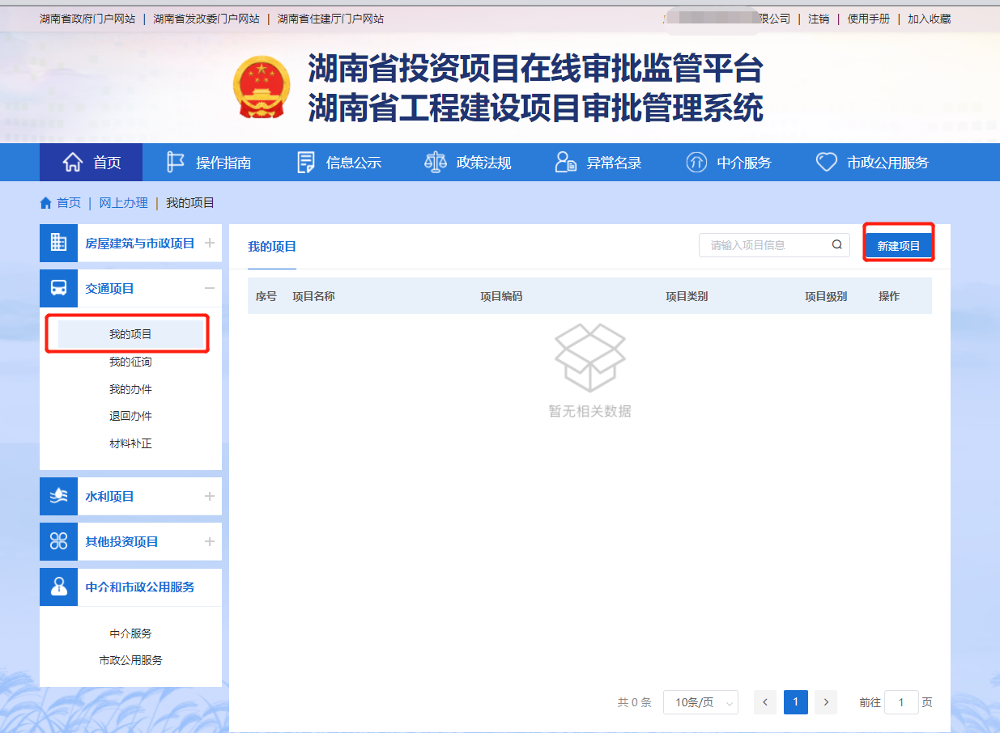 湖南省政府门户网站 | 湖南省发改委门户网站 | 湖南省住建厅门户网站
限公司 | 注销 | 使用手册 | 加入收藏
湖南省投资项目在线审批监管平台
湖南省工程建设项目审批管理系统
首页 操作指南 信息公示 政策法规 异常名录 中介服务 市政公用服务
首页 | 网上办理 | 我的项目
房屋建筑与市政项目
交通项目
我的项目
我的征询
我的办件
退回办件
材料补正
水利项目
其他投资项目
中介和市政公用服务
中介服务
市政公用服务
我的项目 请输入项目信息 新建项目
序号 项目名称 项目编码 项目类别 项目级别 操作
暂无相关数据
共 0 条 10条/页 < 1 > 前往 1 页